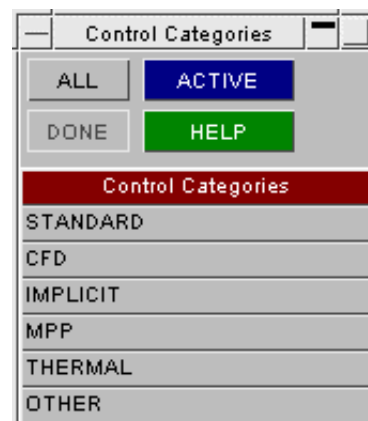 Control Categories
ALL ACTIVE
DONE HELP
Control Categories
STANDARD
CFD
IMPLICIT
MPP
THERMAL
OTHER